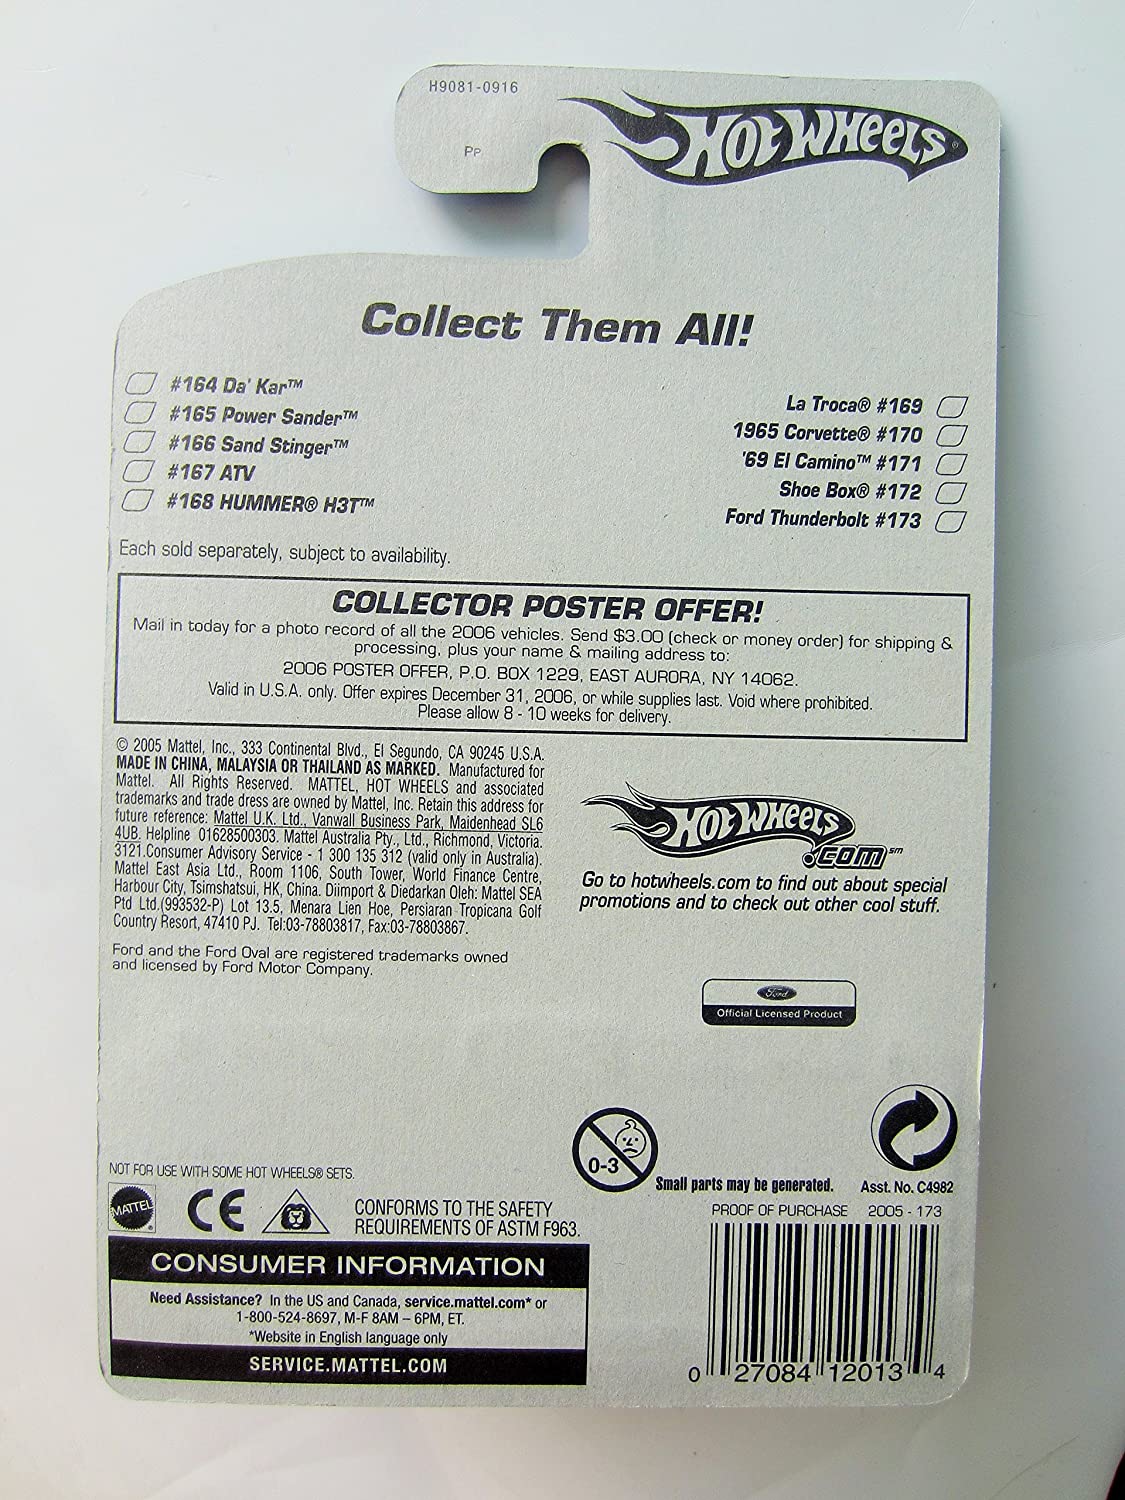 H9081-0916
PP
HOT WHEELS®
Collect Them All!
#164 Da' Kar™
#165 Power Sander™
#166 Sand Stinger™
#167 ATV
#168 HUMMER® H3T™
La Troca® #169
1965 Corvette® #170
'69 El Camino™ #171
Shoe Box® #172
Ford Thunderbolt #173
Each sold separately, subject to availability.
COLLECTOR POSTER OFFER!
Mail in today for a photo record of all the 2006 vehicles. Send $3.00 (check or money order) for shipping &
processing, plus your name & mailing address to:
2006 POSTER OFFER, P.O. BOX 1229, EAST AURORA, NY 14062.
Valid in U.S.A. only. Offer expires December 31, 2006, or while supplies last. Void where prohibited.
Please allow 8 - 10 weeks for delivery.
© 2005 Mattel, Inc., 333 Continental Blvd., El Segundo, CA 90245 U.S.A.
MADE IN CHINA, MALAYSIA OR THAILAND AS MARKED. Manufactured for
Mattel. All Rights Reserved. MATTEL, HOT WHEELS and associated
trademarks and trade dress are owned by Mattel, Inc. Retain this address for
future reference: Mattel U.K. Ltd., Vanwall Business Park, Maidenhead SL6
4UB. Helpline 01628500303. Mattel Australia Pty., Ltd., Richmond, Victoria.
3121.Consumer Advisory Service - 1 300 135 312 (valid only in Australia).
Mattel East Asia Ltd., Room 1106, South Tower, World Finance Centre,
Harbour City, Tsimshatsui, HK, China. Diimport & Diedarkan Oleh: Mattel SEA
Ptd Ltd.(993532-P) Lot 13.5, Menara Lien Hoe, Persiaran Tropicana Golf
Country Resort, 47410 PJ. Tel:03-78803817, Fax:03-78803867.
Ford and the Ford Oval are registered trademarks owned
and licensed by Ford Motor Company.
HOT WHEELS
.COM℠
Go to hotwheels.com to find out about special
promotions and to check out other cool stuff.
Ford
Official Licensed Product
0-3
Small parts may be generated.
Asst. No. C4982
PROOF OF PURCHASE 2005 - 173
NOT FOR USE WITH SOME HOT WHEELS® SETS.
MATTEL®
CE
CONFORMS TO THE SAFETY
REQUIREMENTS OF ASTM F963.
CONSUMER INFORMATION
Need Assistance? In the US and Canada, service.mattel.com* or
1-800-524-8697, M-F 8AM – 6PM, ET.
*Website in English language only
SERVICE.MATTEL.COM
0 27084 12013 4